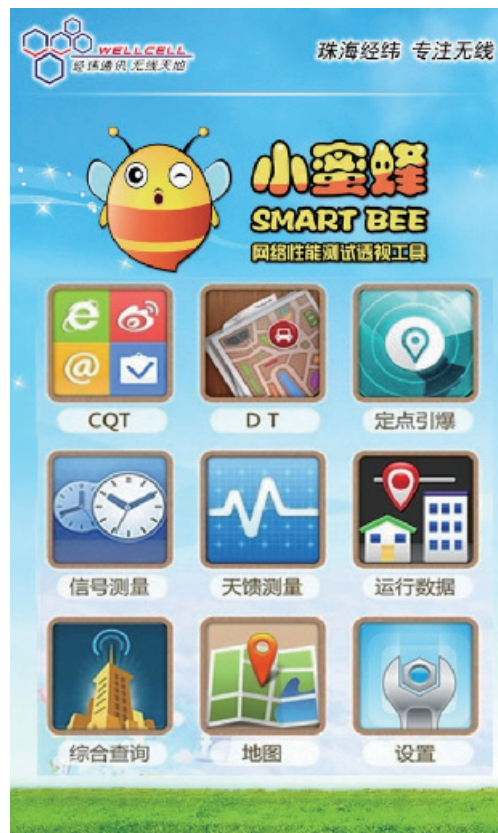 WELLCELL
经纬通讯 无线天地
珠海经纬 专注无线
小蜜蜂
SMART BEE
网络性能测试透视工具
CQT
D T
定点引爆
信号测量
天馈测量
运行数据
综合查询
地图
设置